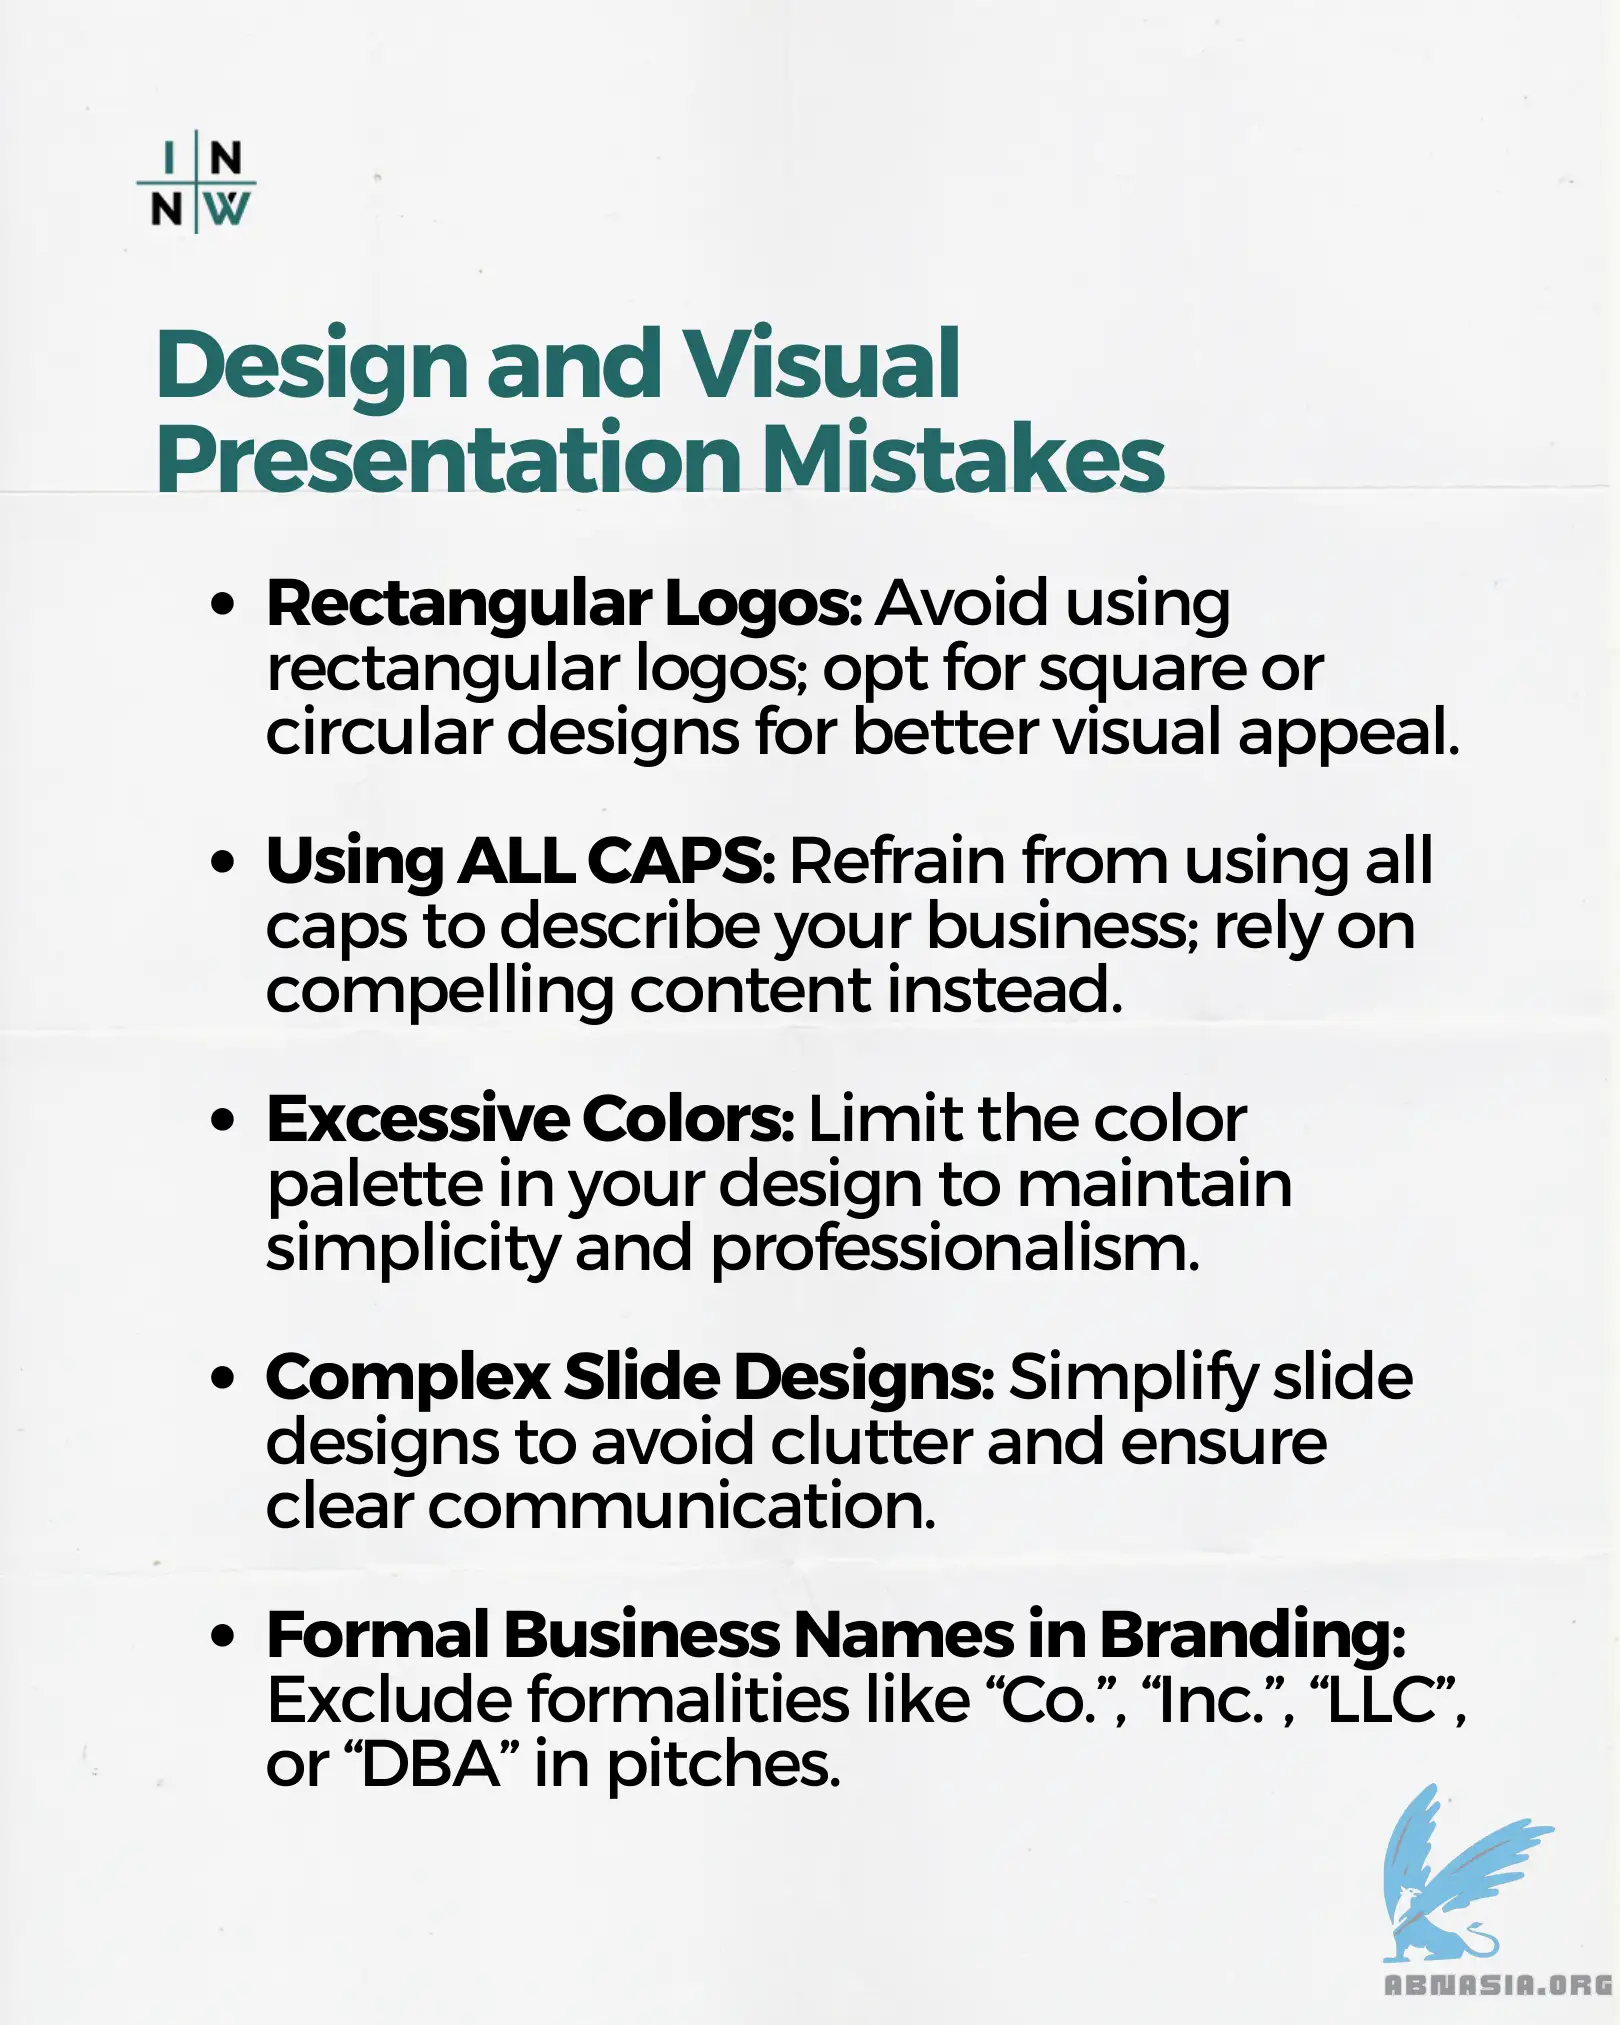 I N
N W
Design and Visual
Presentation Mistakes
• Rectangular Logos: Avoid using
rectangular logos; opt for square or
circular designs for better visual appeal.
• Using ALL CAPS: Refrain from using all
caps to describe your business; rely on
compelling content instead.
• Excessive Colors: Limit the color
palette in your design to maintain
simplicity and professionalism.
• Complex Slide Designs: Simplify slide
designs to avoid clutter and ensure
clear communication.
• Formal Business Names in Branding:
Exclude formalities like “Co.”, “Inc.”, “LLC”,
or “DBA” in pitches.
ABNASIA.ORG